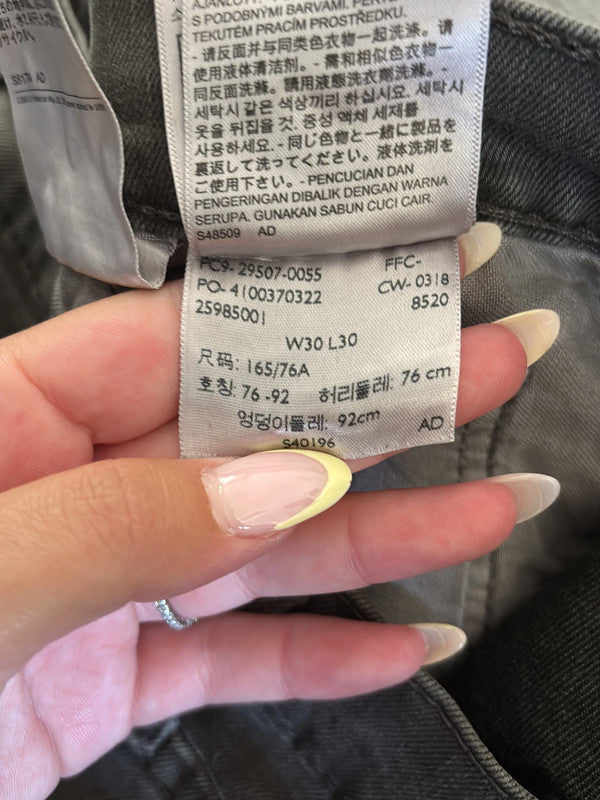 S PODOBNÝMI BARVAMI. 
TEKUTÉM PRACÍM PROSTŘEDKU.
- 请反面并与同类色衣物一起洗涤。请
使用液体清洁剂。- 需和相似色衣物一
同反面洗滌。請用液態洗衣劑洗滌。-
세탁시 같은 색상끼리 하십시요. 세탁시
옷을 뒤집을 것. 중성 액체 세제를
사용하세요. - 同じ色物と一緒に製品を
裏返して洗ってください。液体洗剤を
ご使用下さい。- PENCUCIAN DAN
PENGERINGAN DIBALIK DENGAN WARNA
SERUPA. GUNAKAN SABUN CUCI CAIR.
S48509 AD
PC9- 29507-0055 FFC-
PO- 4100370322 CW- 0318
25985001 8520
W30 L30
尺码: 165/76A
호칭: 76 -92 허리둘레: 76 cm
엉덩이둘레: 92cm AD
S40196